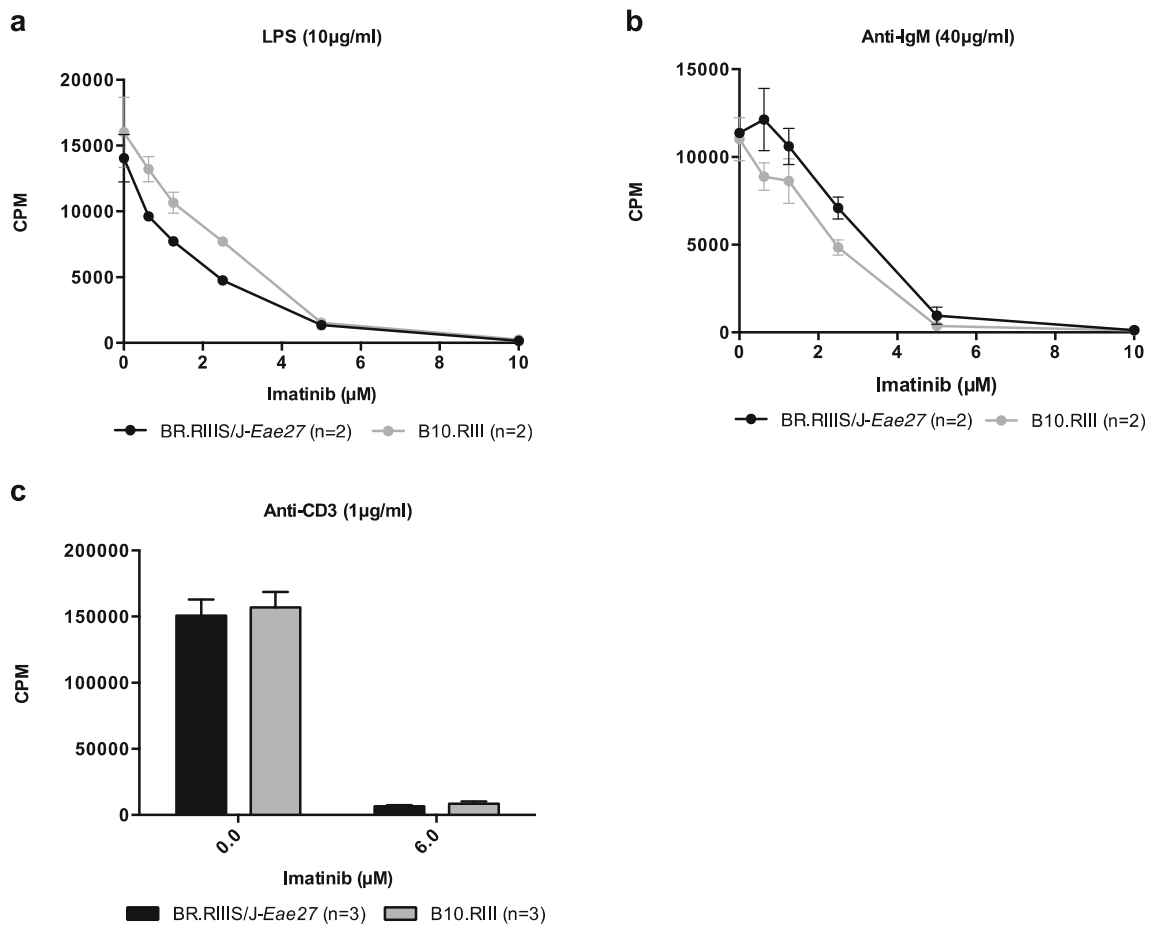 a
LPS (10µg/ml)
20000
15000
10000
5000
0
CPM
0 2 4 6 8 10
Imatinib (µM)
BR.RIIIS/J-Eae27 (n=2) B10.RIII (n=2)
b
Anti-IgM (40µg/ml)
15000
10000
5000
0
CPM
0 2 4 6 8 10
Imatinib (µM)
BR.RIIIS/J-Eae27 (n=2) B10.RIII (n=2)
c
Anti-CD3 (1µg/ml)
200000
150000
100000
50000
0
CPM
0.0 6.0
Imatinib (µM)
BR.RIIIS/J-Eae27 (n=3) B10.RIII (n=3)